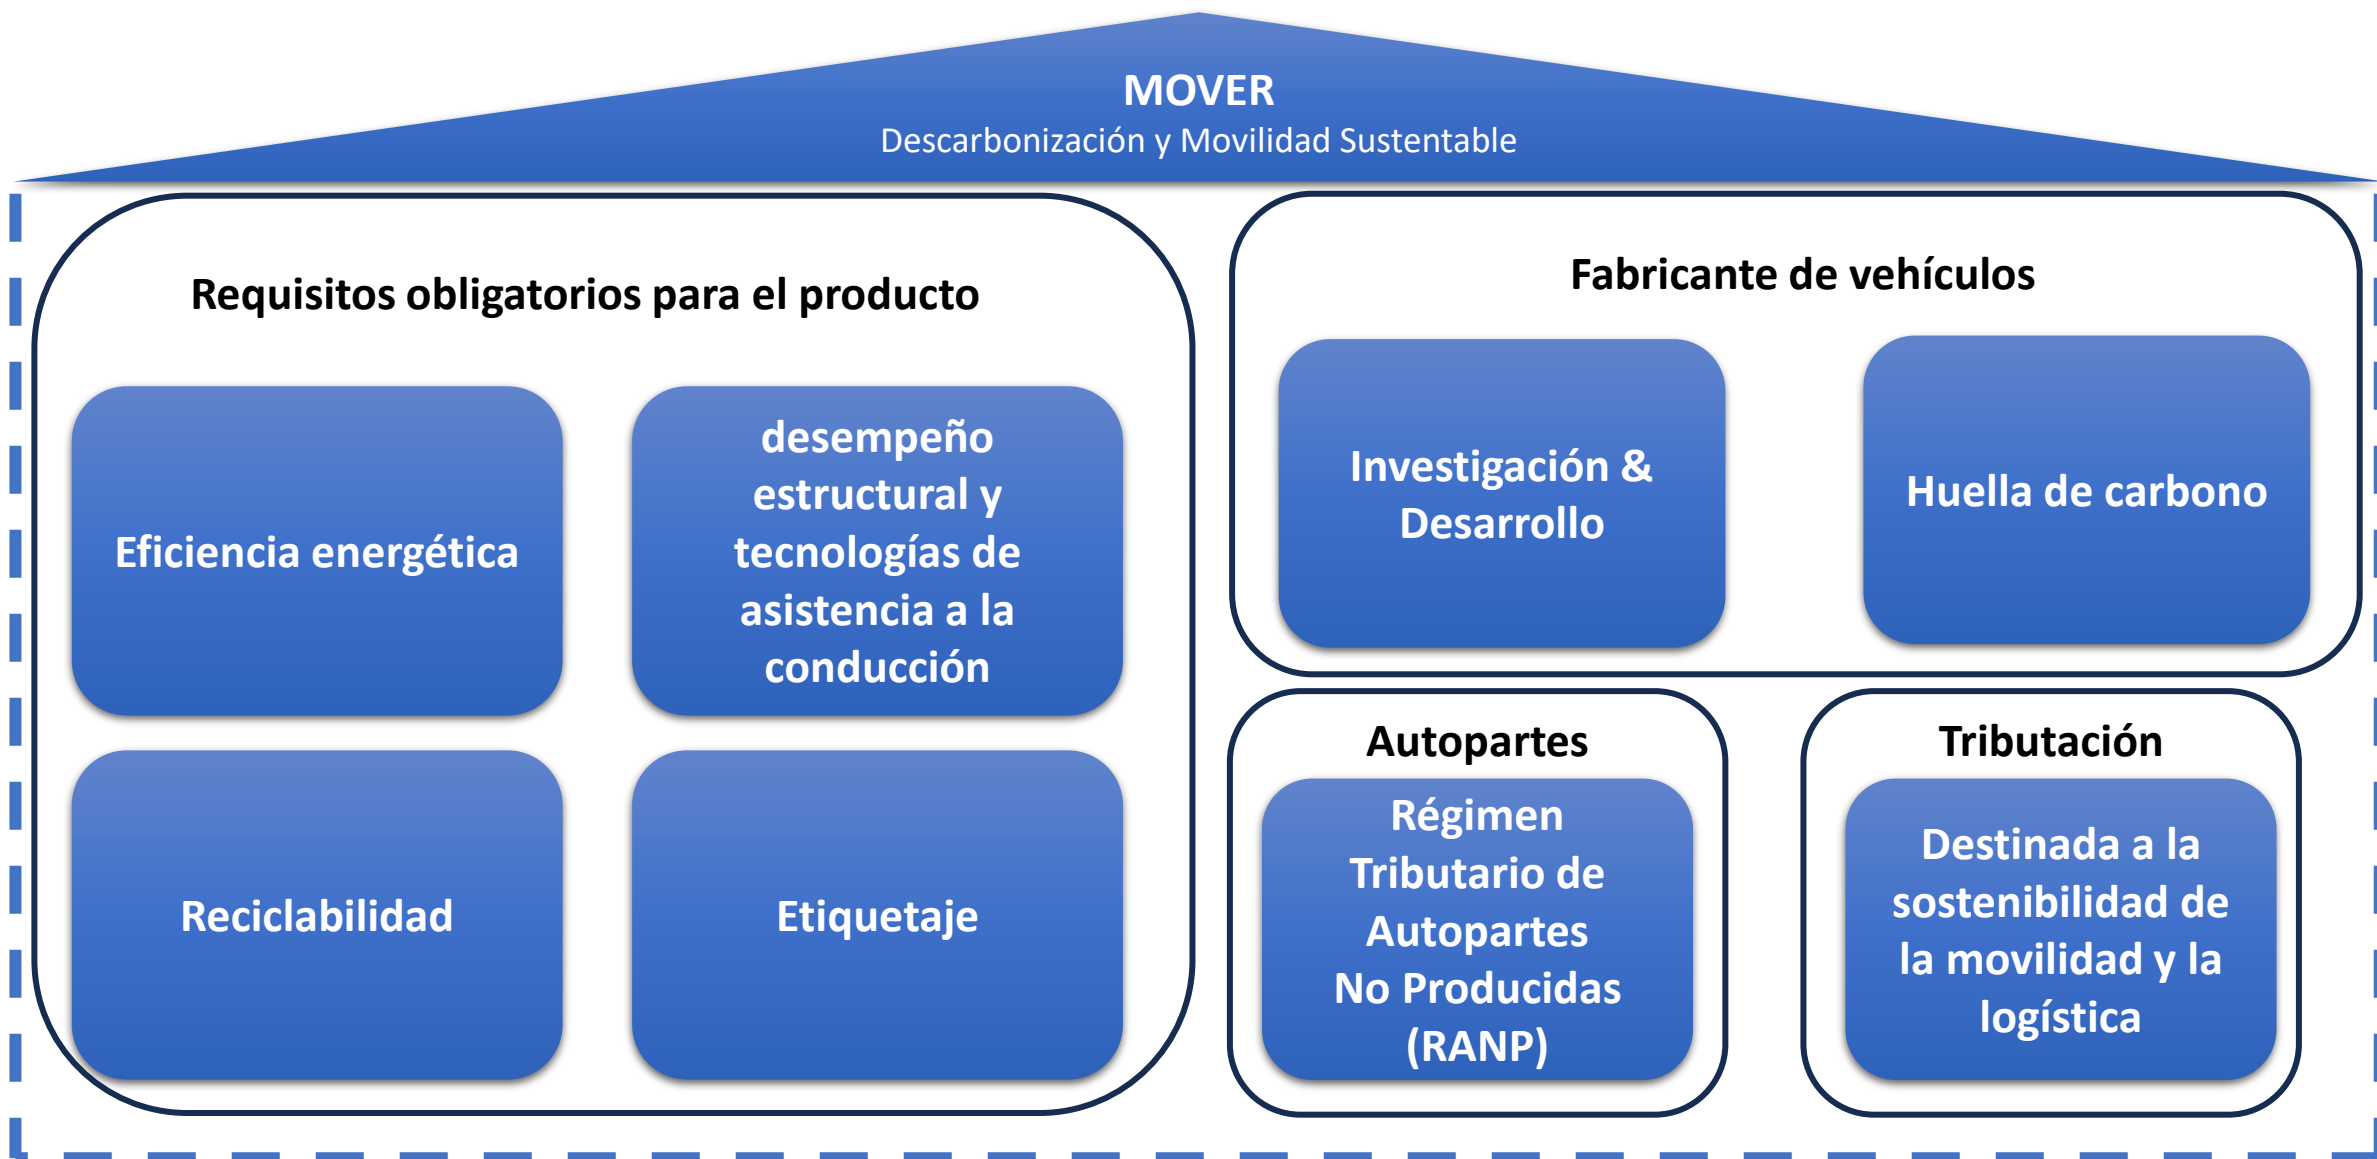 MOVER
Descarbonización y Movilidad Sustentable
Requisitos obligatorios para el producto
Eficiencia energética
desempeño
estructural y
tecnologías de
asistencia a la
conducción
Reciclabilidad
Etiquetaje
Fabricante de vehículos
Investigación &
Desarrollo
Huella de carbono
Autopartes
Régimen
Tributario de
Autopartes
No Producidas
(RANP)
Tributación
Destinada a la
sostenibilidad de
la movilidad y la
logística